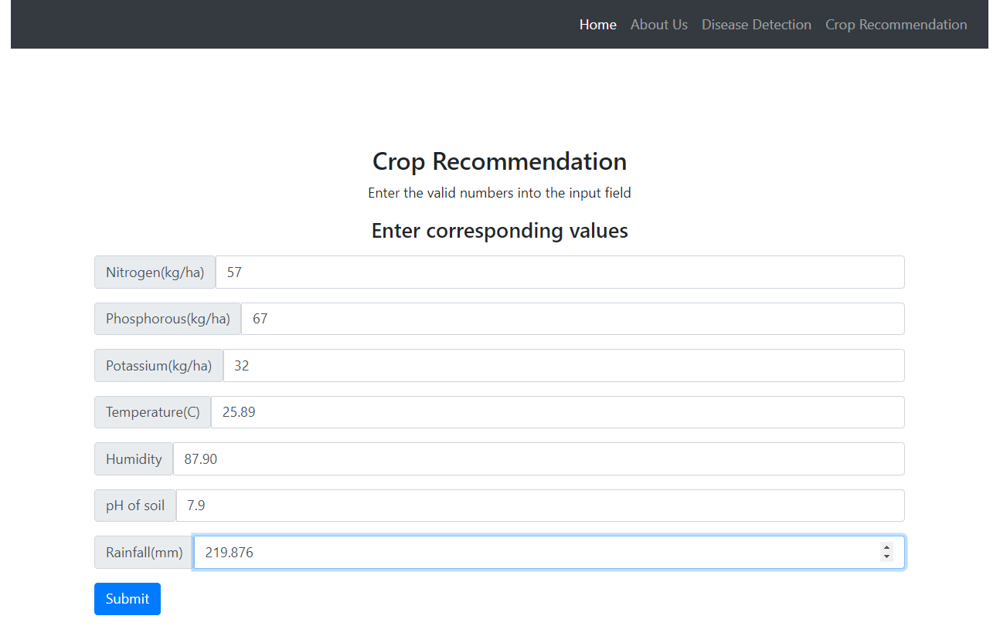 Home About Us Disease Detection Crop Recommendation
Crop Recommendation
Enter the valid numbers into the input field
Enter corresponding values
Nitrogen(kg/ha) 57
Phosphorous(kg/ha) 67
Potassium(kg/ha) 32
Temperature(C) 25.89
Humidity 87.90
pH of soil 7.9
Rainfall(mm) 219.876
Submit